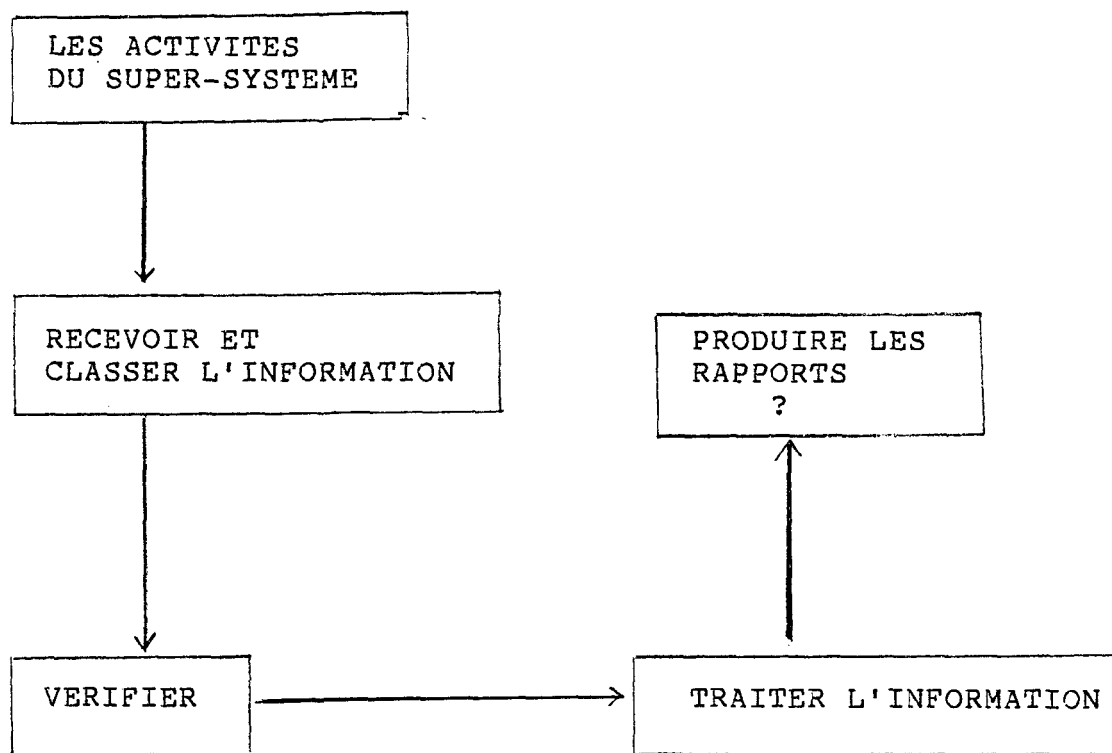 LES ACTIVITES
DU SUPER-SYSTEME
RECEVOIR ET
CLASSER L'INFORMATION
PRODUIRE LES
RAPPORTS
?
VERIFIER
TRAITER L'INFORMATION